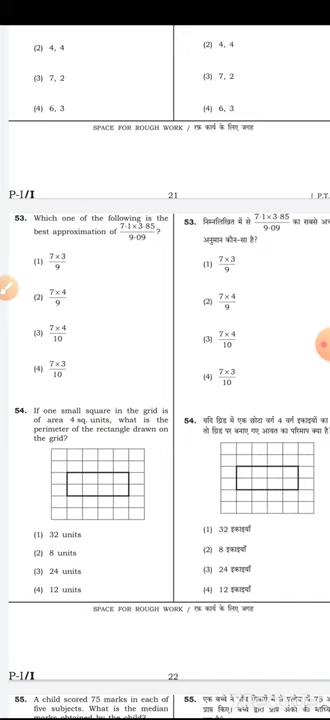 (2) 4, 4
(3) 7, 2
(4) 6, 3
(2) 4, 4
(3) 7, 2
(4) 6, 3
SPACE FOR ROUGH WORK / रफ़ कार्य के लिए जगह
P-I/I
21
[ P.T.
53. Which one of the following is the
best approximation of 7·1×3·85/9·09?
(1) 7×3/9
(2) 7×4/9
(3) 7×4/10
(4) 7×3/10
54. If one small square in the grid is
of area 4 sq. units, what is the
perimeter of the rectangle drawn on
the grid?
(1) 32 units
(2) 8 units
(3) 24 units
(4) 12 units
53. निम्नलिखित में से 7·1×3·85/9·09 का सबसे अच
अनुमान कौन-सा है?
(1) 7×3/9
(2) 7×4/9
(3) 7×4/10
(4) 7×3/10
54. यदि ग्रिड में एक छोटा वर्ग 4 वर्ग इकाइयों का
तो ग्रिड पर बनाए गए आयत का परिमाप क्या है
(1) 32 इकाइयाँ
(2) 8 इकाइयाँ
(3) 24 इकाइयाँ
(4) 12 इकाइयाँ
SPACE FOR ROUGH WORK / रफ़ कार्य के लिए जगह
P-I/I
22
55. A child scored 75 marks in each of
five subjects. What is the median
marks obtained by the child?
55. एक बच्चे ने